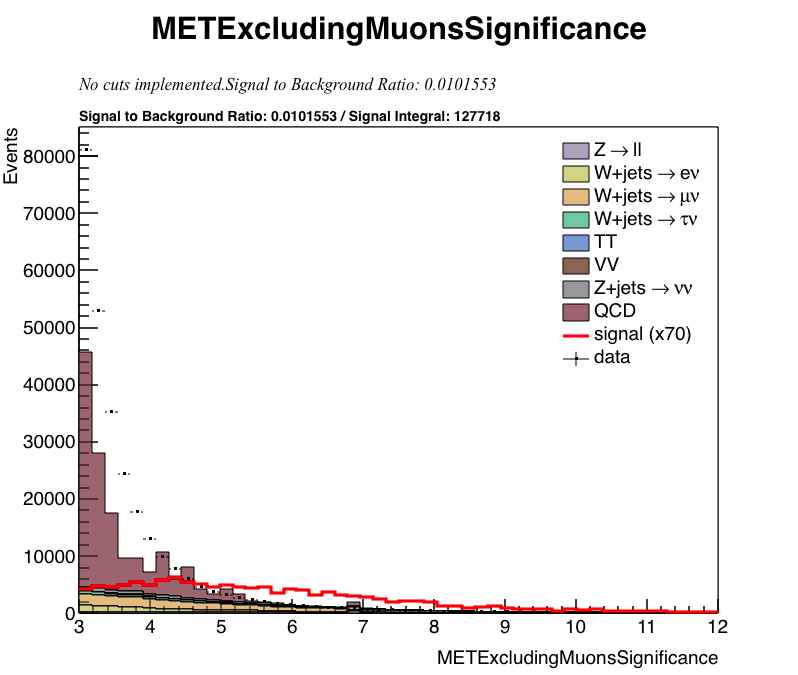 METExcludingMuonsSignificance
No cuts implemented.Signal to Background Ratio: 0.0101553
Signal to Background Ratio: 0.0101553 / Signal Integral: 127718
Events
80000
70000
60000
50000
40000
30000
20000
10000
0
Z → ll
W+jets → eν
W+jets → μν
W+jets → τν
TT
VV
Z+jets → νν
QCD
signal (x70)
data
3 4 5 6 7 8 9 10 11 12
METExcludingMuonsSignificance